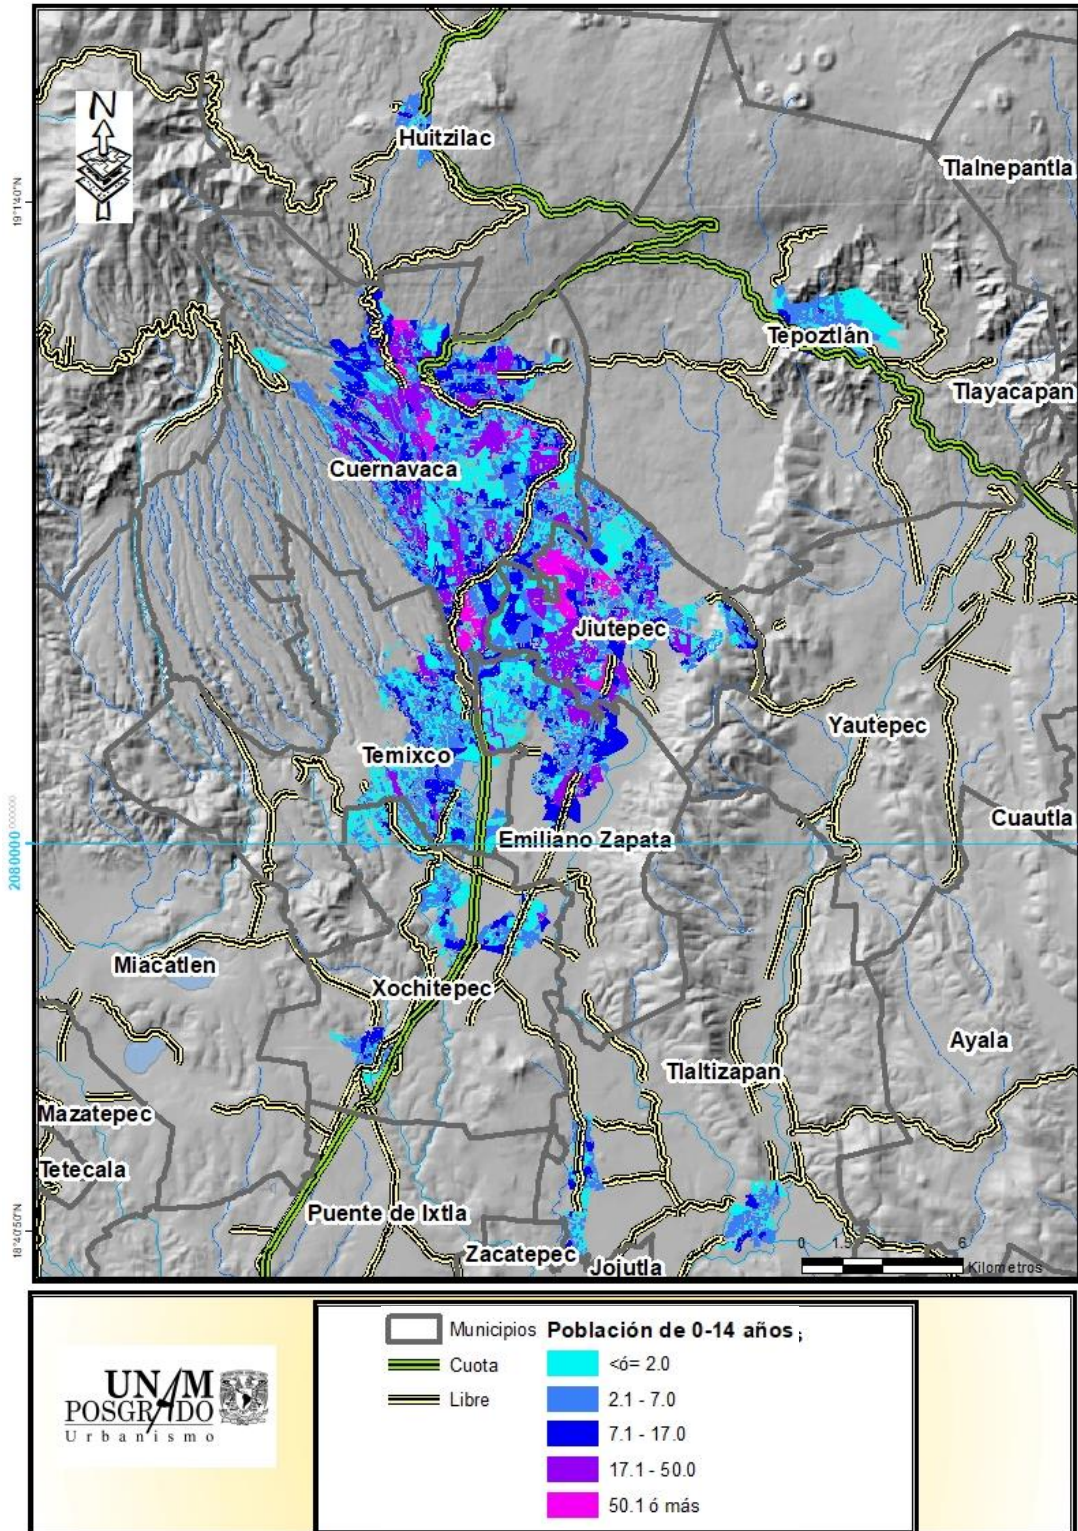 N
Huitzilac
Tlalnepantla
19°1'40"N
Tepoztlán
Tlayacapan
Cuernavaca
Jiutepec
Yautepec
Temixco
Cuautla
Emiliano Zapata
2080000.000000
Miacatlen
Xochitepec
Ayala
Tlaltizapan
Mazatepec
Tetecala
Puente de Ixtla
18°40'50"N
Zacatepec
Jojutla
0 1.5 3 6
Kilometros
Municipios
Cuota
Libre
Población de 0-14 años ;
<ó= 2.0
2.1 - 7.0
7.1 - 17.0
17.1 - 50.0
50.1 ó más
UNAM
POSGRADO
Urbanismo